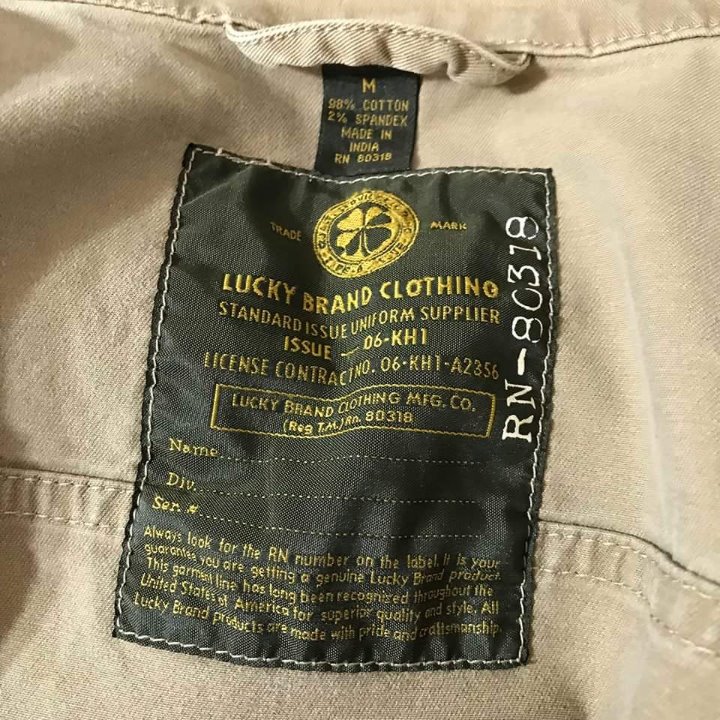 M
98% COTTON
2% SPANDEX
MADE IN
INDIA
RN 80318
TRADE MARK
LUCKY BRAND CLOTHING
STANDARD ISSUE UNIFORM SUPPLIER
ISSUE — 06-KH1
LICENSE CONTRACT NO. 06-KH1-A2356
LUCKY BRAND CLOTHING MFG. CO.
(Reg T.M.) Rn. 80318
RN-80318
Name
Div.
Ser. #
Always look for the RN number on the label. It is your
guarantee you are getting a genuine Lucky Brand product.
This garment line has long been recognized throughout the
United States of America for superior quality and style. All
Lucky Brand products are made with pride and craftsmanship.